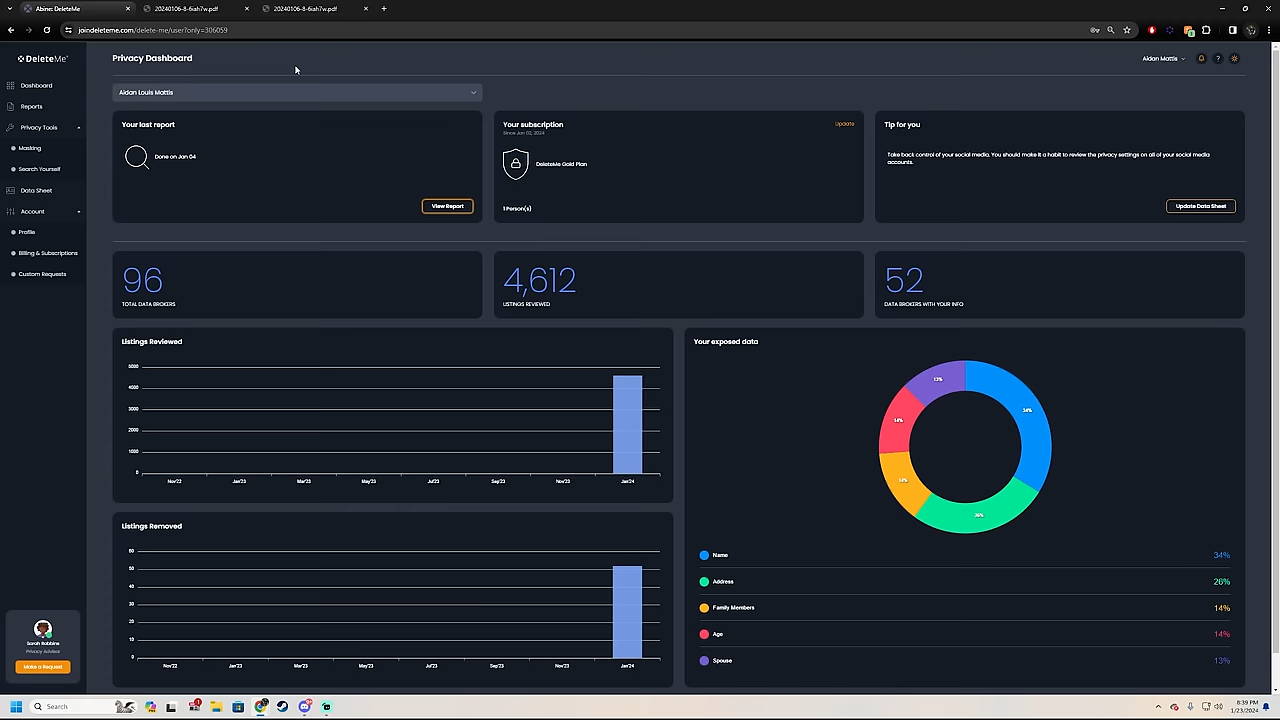 Abine: DeleteMe
20240106-8-6iah7w.pdf
20240106-8-6iah7w.pdf
joindeleteme.com/delete-me/user?only=306059
DeleteMe
Privacy Dashboard
Aidan Mattis
Dashboard
Reports
Privacy Tools
Masking
Search Yourself
Data Sheet
Account
Profile
Billing & Subscriptions
Custom Requests
Aidan Louis Mattis
Your last report
Done on Jan 04
View Report
Your subscription
Since Jan 02, 2024
Update
DeleteMe Gold Plan
1 Person(s)
Tip for you
Take back control of your social media. You should make it a habit to review the privacy settings on all of your social media
accounts.
Update Data Sheet
96
TOTAL DATA BROKERS
4,612
LISTINGS REVIEWED
52
DATA BROKERS WITH YOUR INFO
Listings Reviewed
5000
4000
3000
2000
1000
0
Nov'22 Jan'23 Mar'23 May'23 Jul'23 Sep'23 Nov'23 Jan'24
Listings Removed
60
50
40
30
20
10
0
Nov'22 Jan'23 Mar'23 May'23 Jul'23 Sep'23 Nov'23 Jan'24
Your exposed data
13%
34%
14%
14%
26%
Name 34%
Address 26%
Family Members 14%
Age 14%
Spouse 13%
Sarah Robbins
Privacy Advisor
Make a Request
Search
8:39 PM
1/23/2024